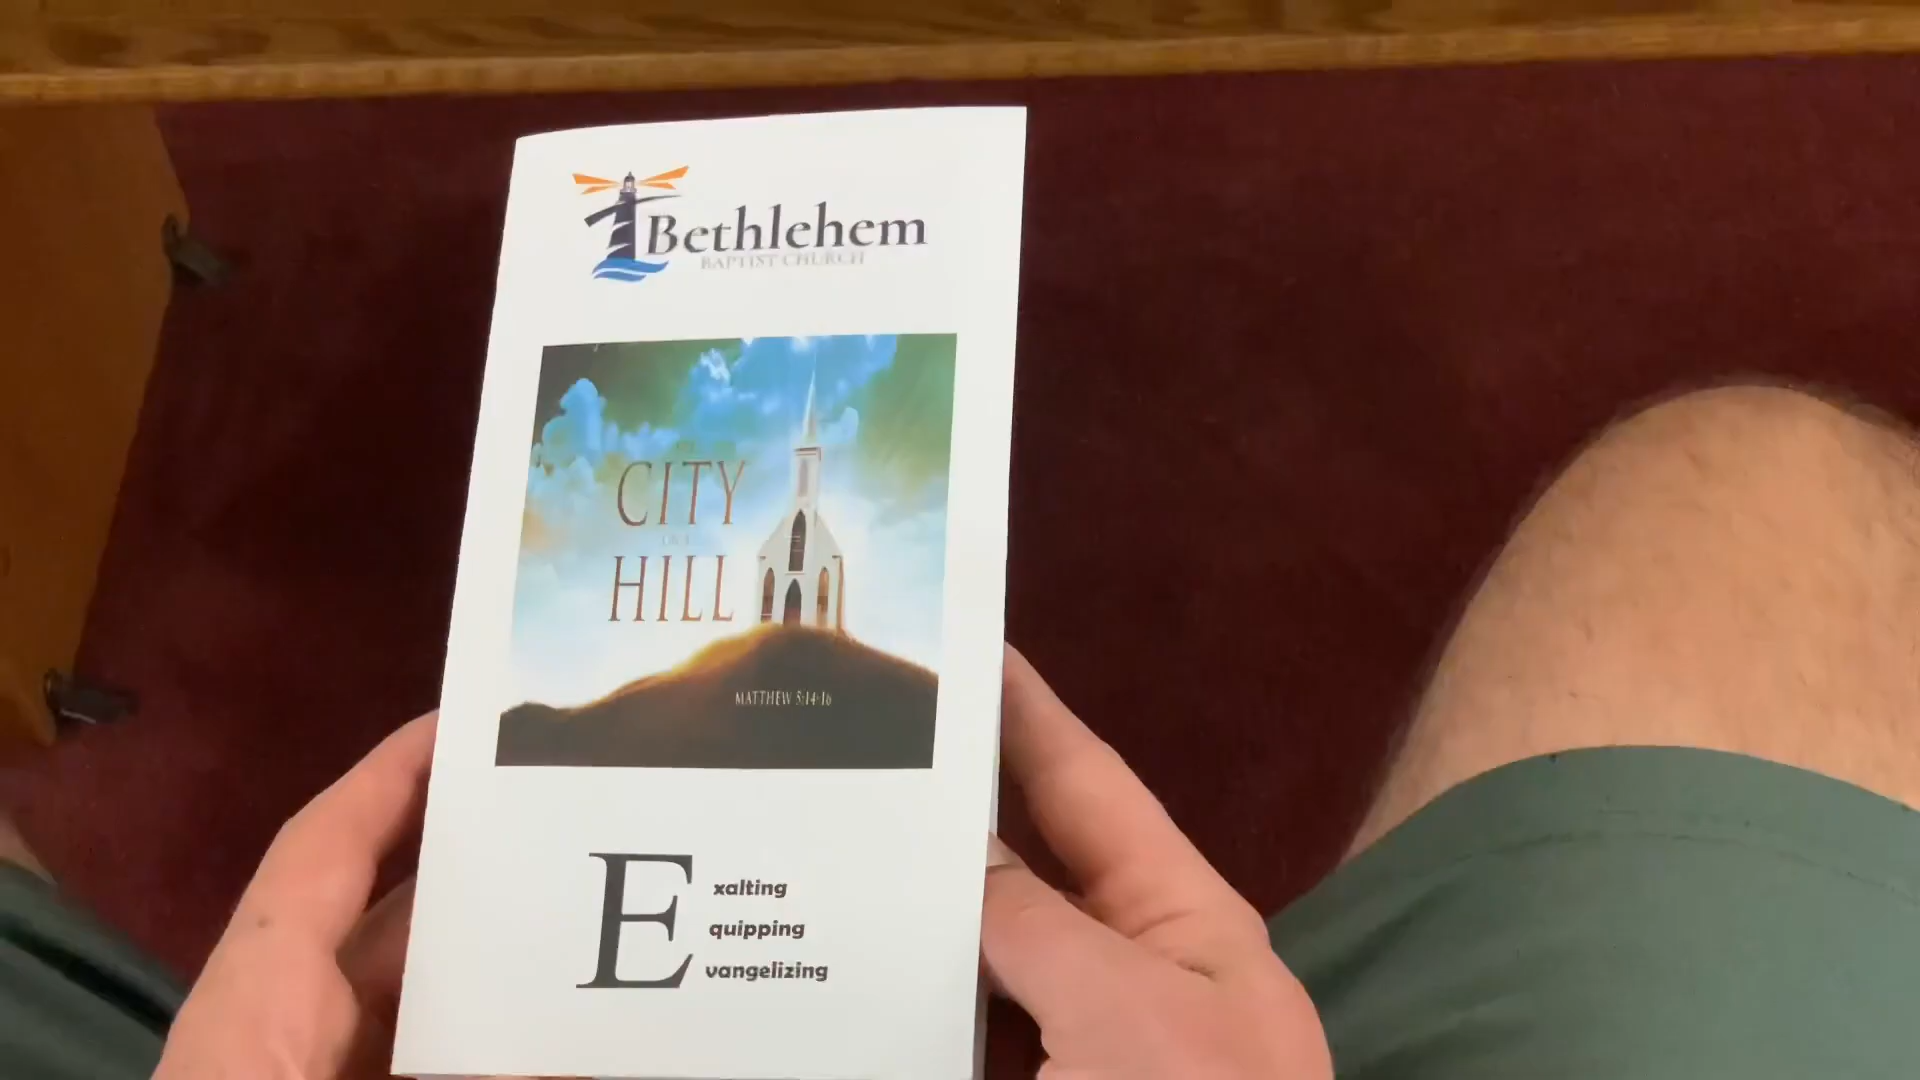 Bethlehem
BAPTIST CHURCH
CITY
HILL
MATTHEW 5:14-16
E xalting
quipping
vangelizing